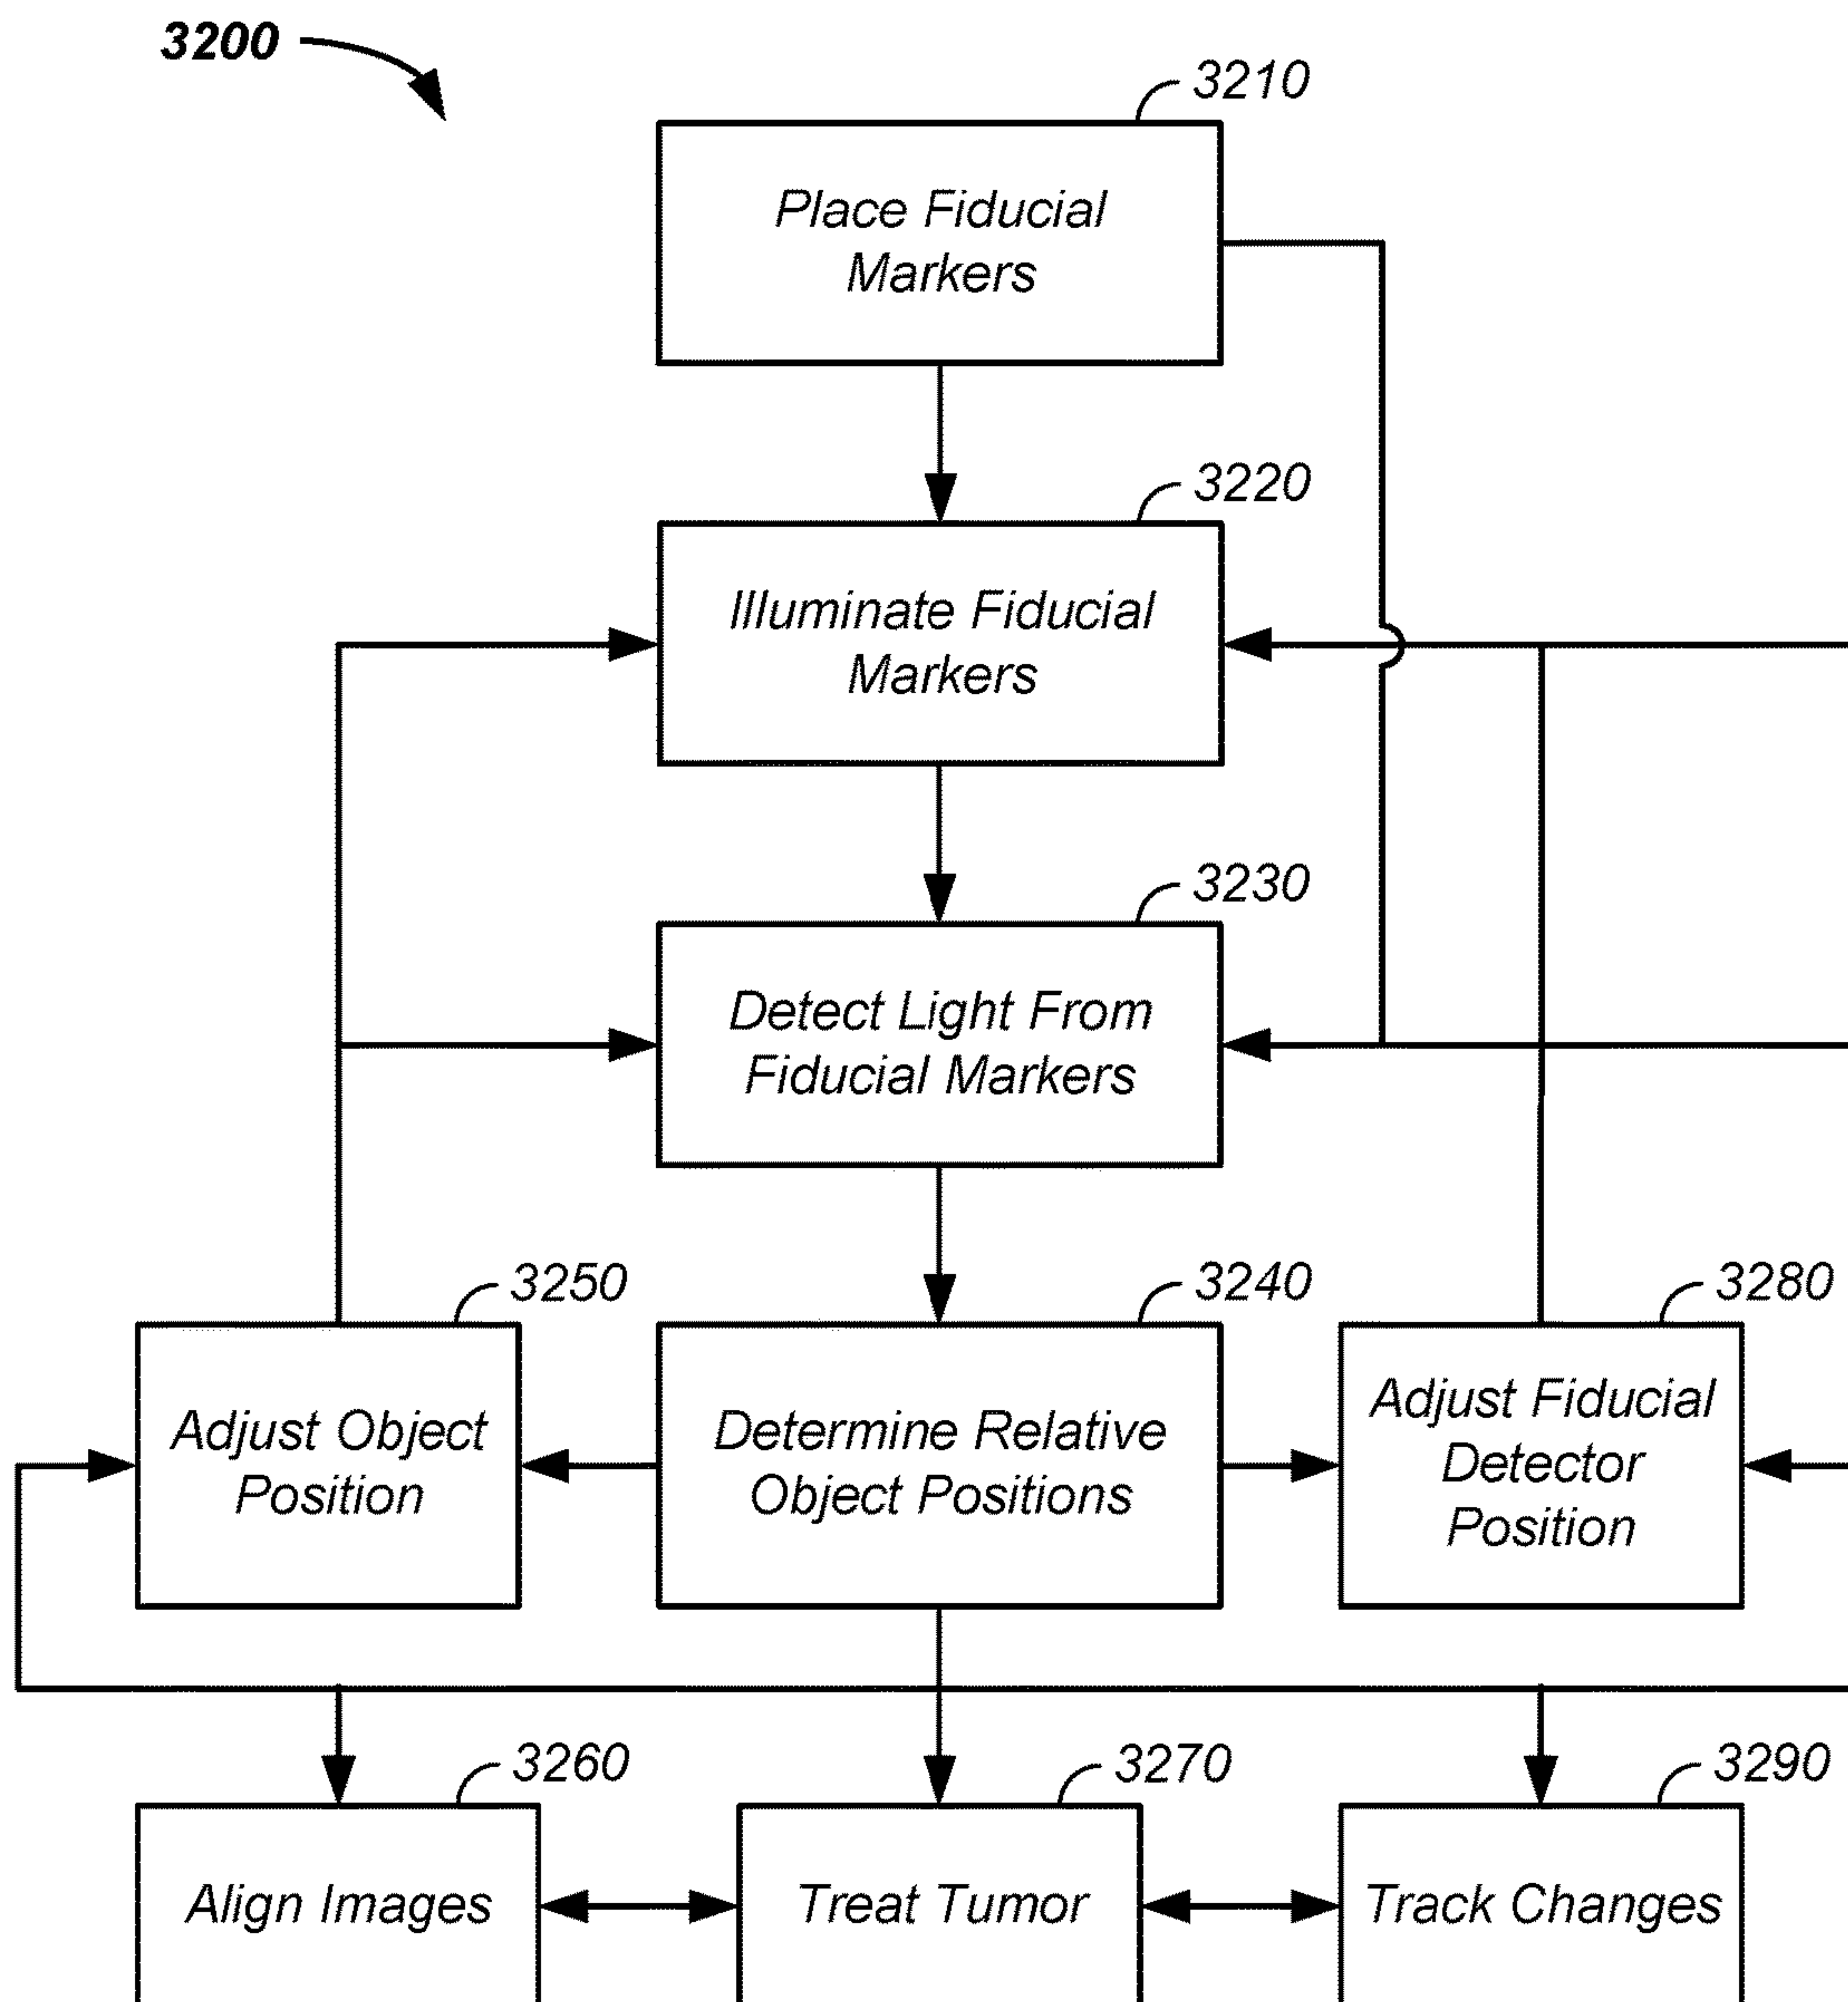 3200
3210
Place Fiducial
Markers
3220
Illuminate Fiducial
Markers
3230
Detect Light From
Fiducial Markers
3250
3240
3280
Adjust Object
Position
Determine Relative
Object Positions
Adjust Fiducial
Detector
Position
3260
3270
3290
Align Images
Treat Tumor
Track Changes